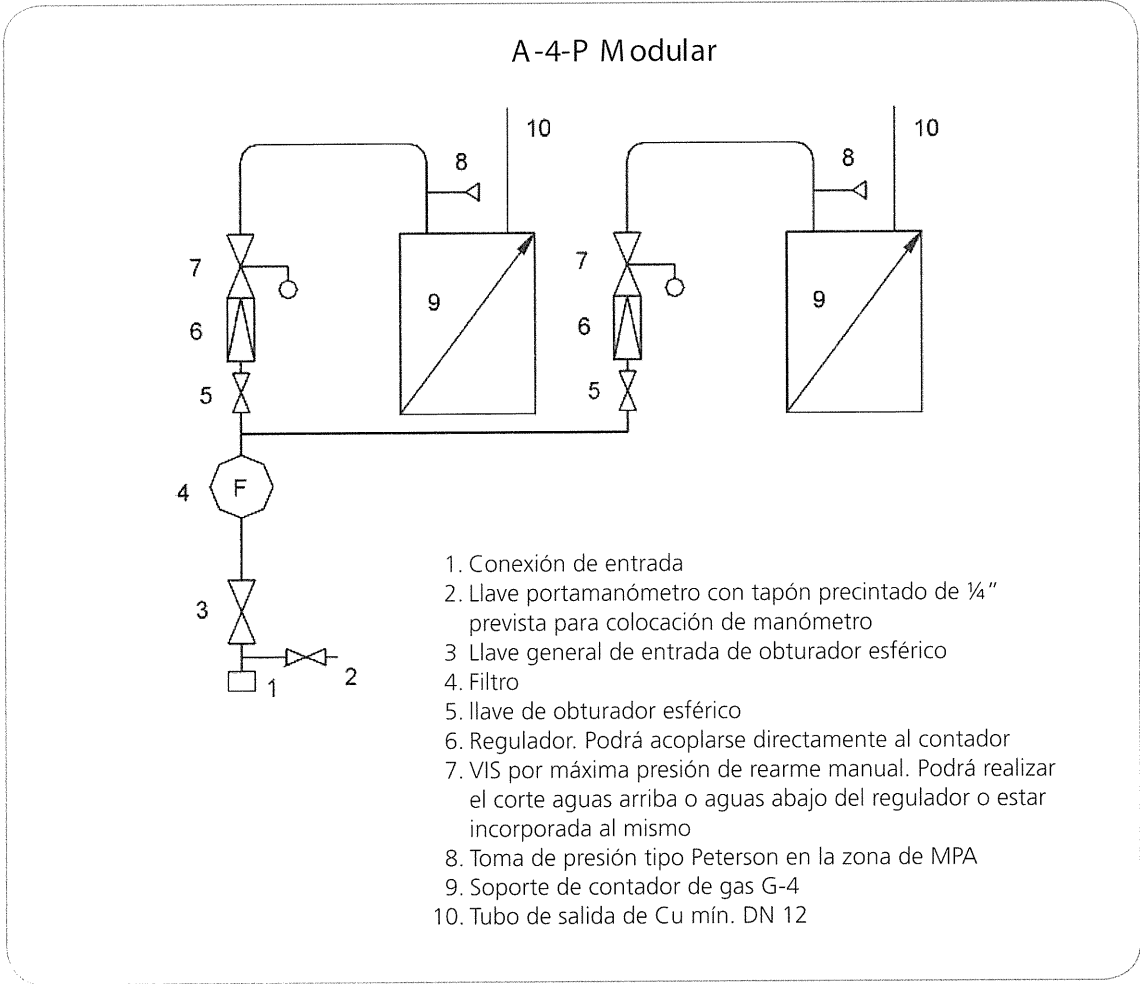 A-4-P Modular
10
10
8
8
7
7
9
9
6
6
5
5
4
F
3
1
2
1. Conexión de entrada
2. Llave portamanómetro con tapón precintado de ¼”
prevista para colocación de manómetro
3 Llave general de entrada de obturador esférico
4. Filtro
5. llave de obturador esférico
6. Regulador. Podrá acoplarse directamente al contador
7. VIS por máxima presión de rearme manual. Podrá realizar
el corte aguas arriba o aguas abajo del regulador o estar
incorporada al mismo
8. Toma de presión tipo Peterson en la zona de MPA
9. Soporte de contador de gas G-4
10. Tubo de salida de Cu mín. DN 12